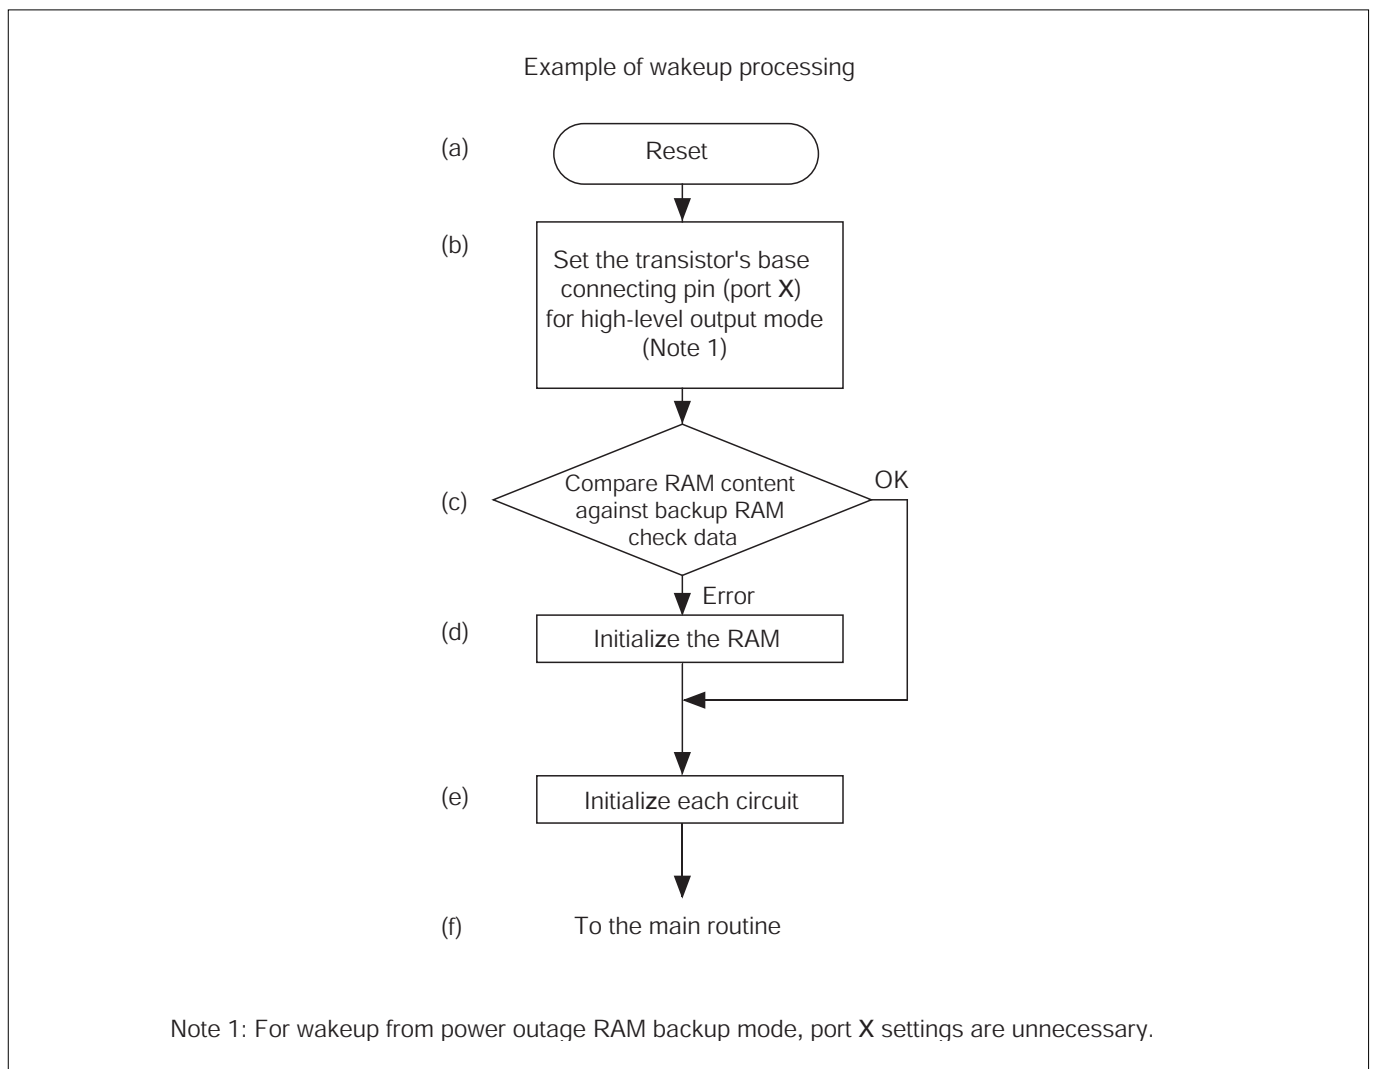 Example of wakeup processing
(a)
Reset
(b)
Set the transistor's base
connecting pin (port X)
for high-level output mode
(Note 1)
(c)
Compare RAM content
against backup RAM
check data
OK
Error
(d)
Initialize the RAM
(e)
Initialize each circuit
(f)
To the main routine
Note 1: For wakeup from power outage RAM backup mode, port X settings are unnecessary.